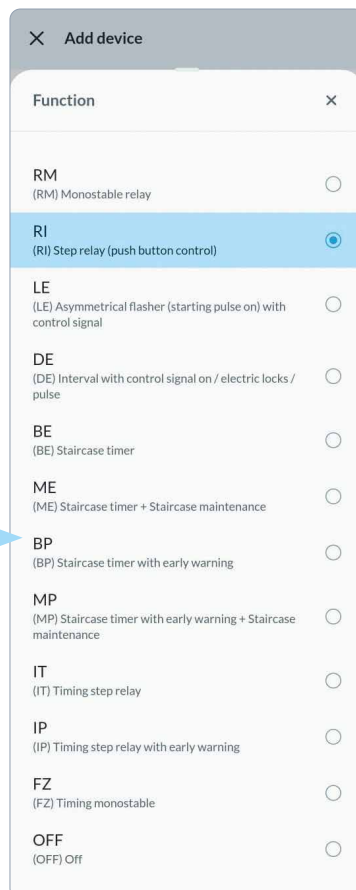 Add device
Function
RM
(RM) Monostable relay
RI
(RI) Step relay (push button control)
LE
(LE) Asymmetrical flasher (starting pulse on) with
control signal
DE
(DE) Interval with control signal on / electric locks /
pulse
BE
(BE) Staircase timer
ME
(ME) Staircase timer + Staircase maintenance
BP
(BP) Staircase timer with early warning
MP
(MP) Staircase timer with early warning + Staircase
maintenance
IT
(IT) Timing step relay
IP
(IP) Timing step relay with early warning
FZ
(FZ) Timing monostable
OFF
(OFF) Off